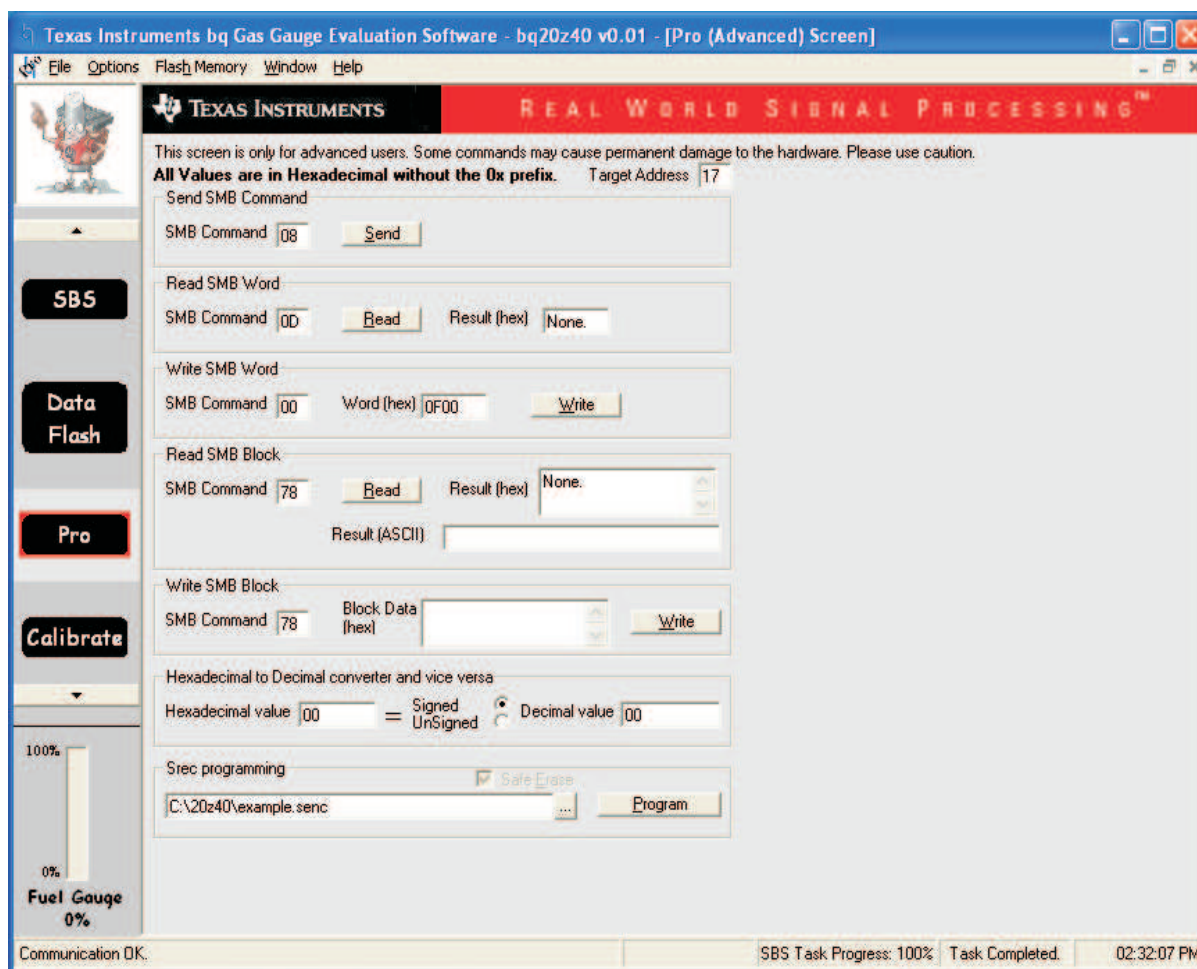 Texas Instruments bq Gas Gauge Evaluation Software - bq20z40 v0.01 - [Pro (Advanced) Screen]
File Options Flash Memory Window Help
TEXAS INSTRUMENTS REAL WORLD SIGNAL PROCESSING™
This screen is only for advanced users. Some commands may cause permanent damage to the hardware. Please use caution.
All Values are in Hexadecimal without the 0x prefix. Target Address 17
Send SMB Command
SMB Command 08 Send
Read SMB Word
SMB Command 0D Read Result (hex) None.
Write SMB Word
SMB Command 00 Word (hex) 0F00 Write
Read SMB Block
SMB Command 78 Read Result (hex) None.
Result (ASCII)
Write SMB Block
SMB Command 78 Block Data (hex) Write
Hexadecimal to Decimal converter and vice versa
Hexadecimal value 00 = Signed UnSigned Decimal value 00
Srec programming Safe Erase
C:\20z40\example.senc ... Program
SBS
Data
Flash
Pro
Calibrate
100%
0%
Fuel Gauge
0%
Communication OK. SBS Task Progress: 100% Task Completed. 02:32:07 PM